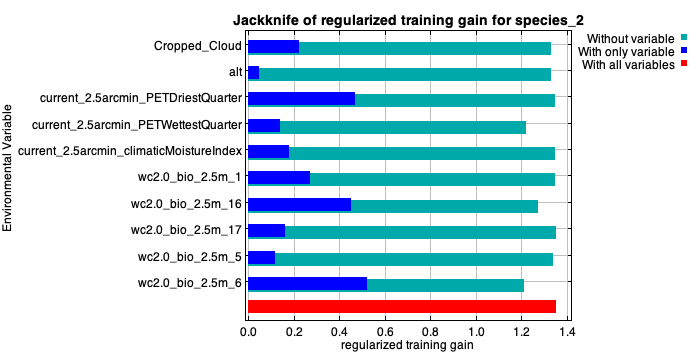 Jackknife of regularized training gain for species_2
Without variable
With only variable
With all variables
Environmental Variable
Cropped_Cloud
alt
current_2.5arcmin_PETDriestQuarter
current_2.5arcmin_PETWettestQuarter
current_2.5arcmin_climaticMoistureIndex
wc2.0_bio_2.5m_1
wc2.0_bio_2.5m_16
wc2.0_bio_2.5m_17
wc2.0_bio_2.5m_5
wc2.0_bio_2.5m_6
0.0 0.2 0.4 0.6 0.8 1.0 1.2 1.4
regularized training gain